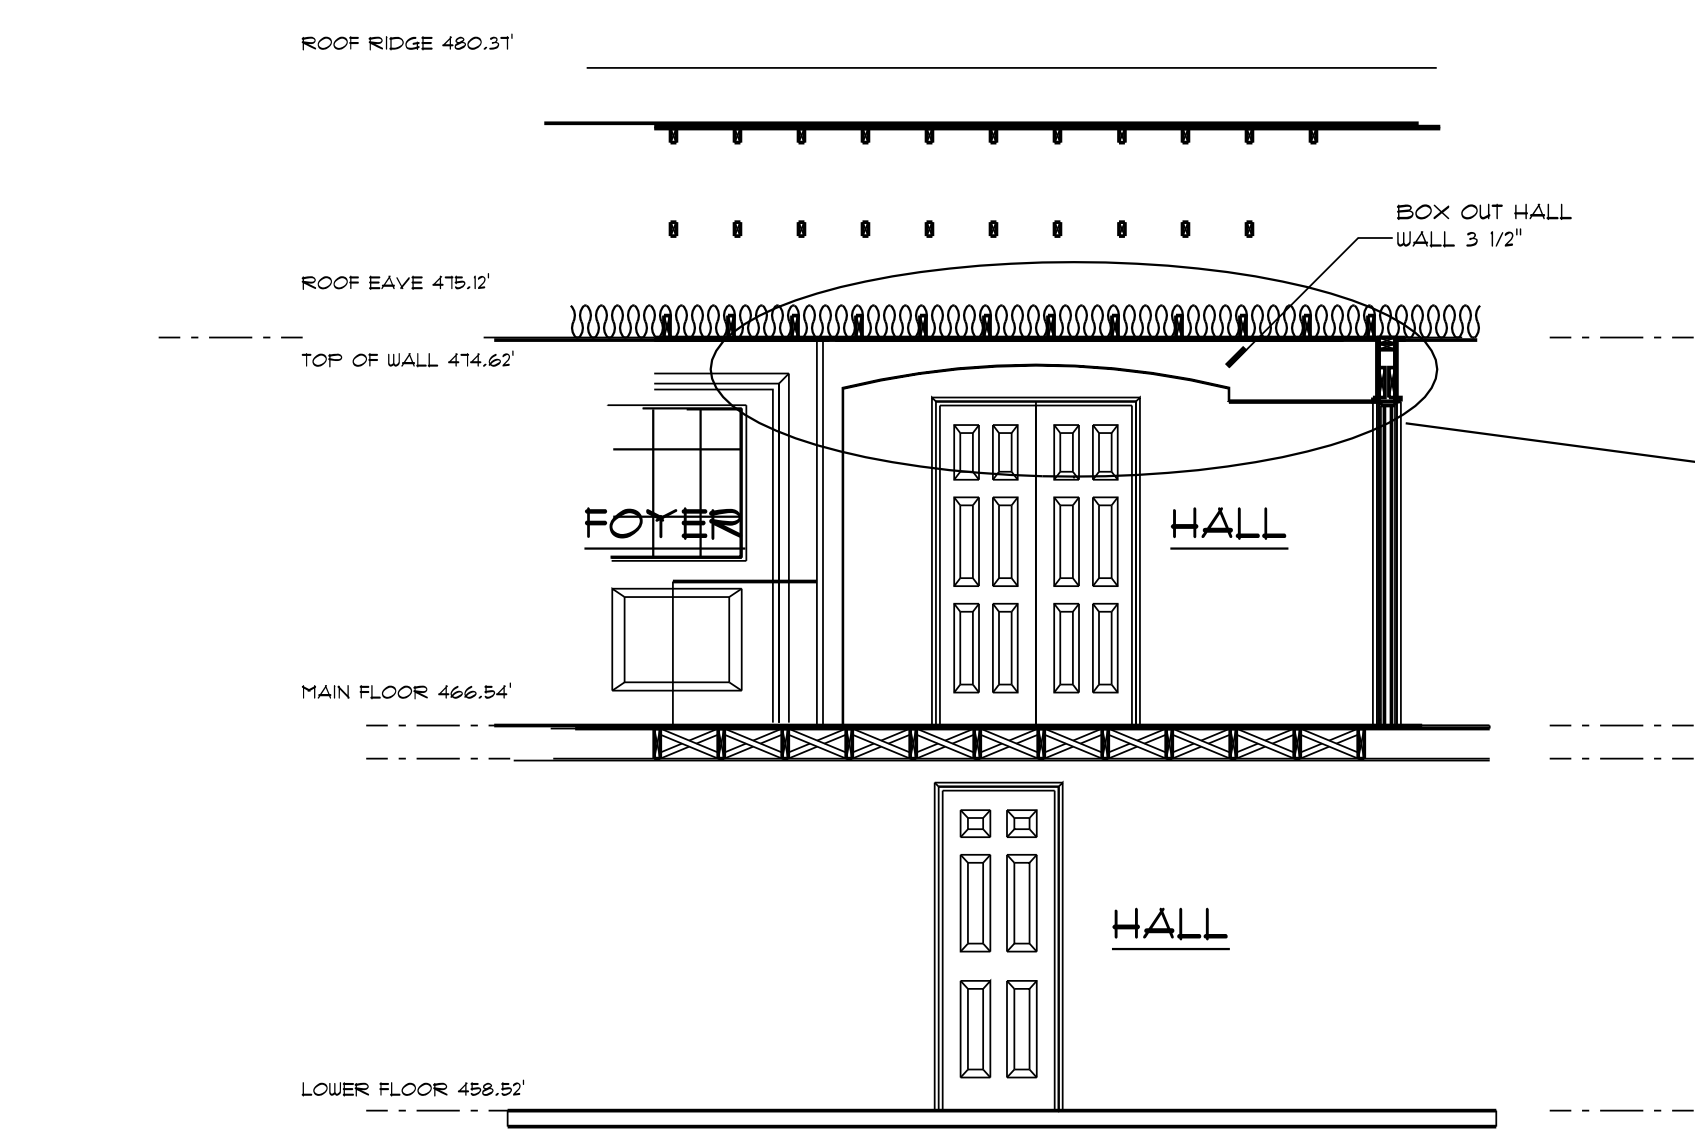 ROOF RIDGE 480.37'
BOX OUT HALL
WALL 3 1/2"
ROOF EAVE 475.12'
TOP OF WALL 474.62'
FOYER
HALL
MAIN FLOOR 466.54'
HALL
LOWER FLOOR 458.52'